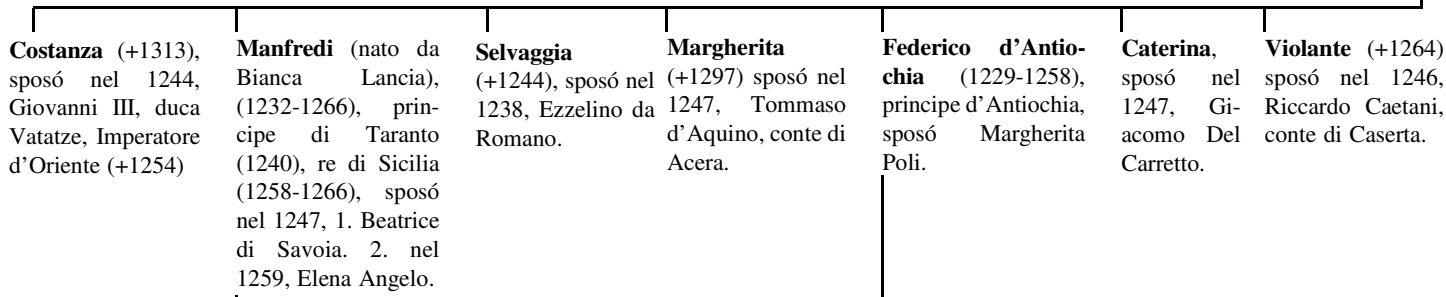 Costanza (+1313),
sposó nel 1244,
Giovanni III, duca
Vatatze, Imperatore
d’Oriente (+1254)
Manfredi (nato da
Bianca Lancia),
(1232-1266), prin-
cipe di Taranto
(1240), re di Sicilia
(1258-1266), sposó
nel 1247, 1. Beatrice
di Savoia. 2. nel
1259, Elena Angelo.
Selvaggia
(+1244), sposó nel
1238, Ezzelino da
Romano.
Margherita
(+1297) sposó nel
1247, Tommaso
d’Aquino, conte di
Acera.
Federico d’Antio-
chia (1229-1258),
principe d’Antiochia,
sposó Margherita
Poli.
Caterina,
sposó nel
1247, Gi-
acomo Del
Carretto.
Violante (+1264)
sposó nel 1246,
Riccardo Caetani,
conte di Caserta.